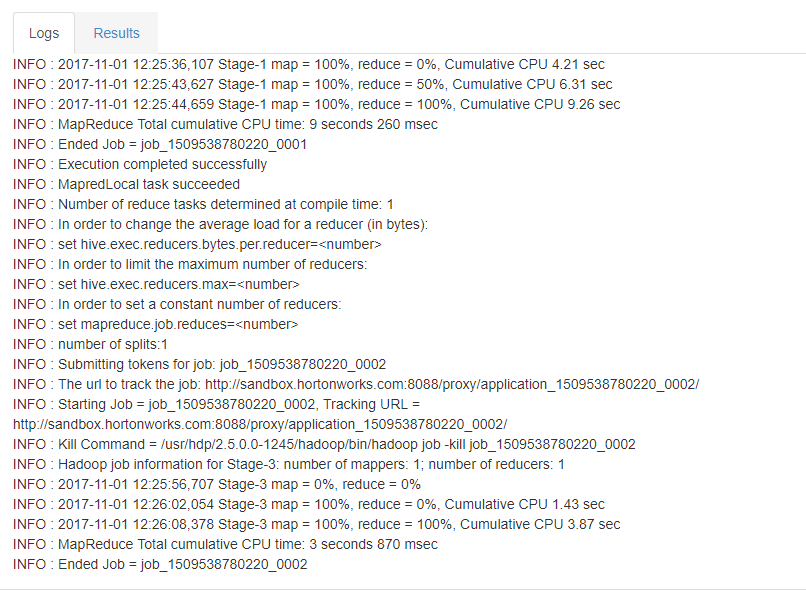 Logs Results
INFO : 2017-11-01 12:25:36,107 Stage-1 map = 100%, reduce = 0%, Cumulative CPU 4.21 sec
INFO : 2017-11-01 12:25:43,627 Stage-1 map = 100%, reduce = 50%, Cumulative CPU 6.31 sec
INFO : 2017-11-01 12:25:44,659 Stage-1 map = 100%, reduce = 100%, Cumulative CPU 9.26 sec
INFO : MapReduce Total cumulative CPU time: 9 seconds 260 msec
INFO : Ended Job = job_1509538780220_0001
INFO : Execution completed successfully
INFO : MapredLocal task succeeded
INFO : Number of reduce tasks determined at compile time: 1
INFO : In order to change the average load for a reducer (in bytes):
INFO : set hive.exec.reducers.bytes.per.reducer=<number>
INFO : In order to limit the maximum number of reducers:
INFO : set hive.exec.reducers.max=<number>
INFO : In order to set a constant number of reducers:
INFO : set mapreduce.job.reduces=<number>
INFO : number of splits:1
INFO : Submitting tokens for job: job_1509538780220_0002
INFO : The url to track the job: http://sandbox.hortonworks.com:8088/proxy/application_1509538780220_0002/
INFO : Starting Job = job_1509538780220_0002, Tracking URL =
http://sandbox.hortonworks.com:8088/proxy/application_1509538780220_0002/
INFO : Kill Command = /usr/hdp/2.5.0.0-1245/hadoop/bin/hadoop job -kill job_1509538780220_0002
INFO : Hadoop job information for Stage-3: number of mappers: 1; number of reducers: 1
INFO : 2017-11-01 12:25:56,707 Stage-3 map = 0%, reduce = 0%
INFO : 2017-11-01 12:26:02,054 Stage-3 map = 100%, reduce = 0%, Cumulative CPU 1.43 sec
INFO : 2017-11-01 12:26:08,378 Stage-3 map = 100%, reduce = 100%, Cumulative CPU 3.87 sec
INFO : MapReduce Total cumulative CPU time: 3 seconds 870 msec
INFO : Ended Job = job_1509538780220_0002